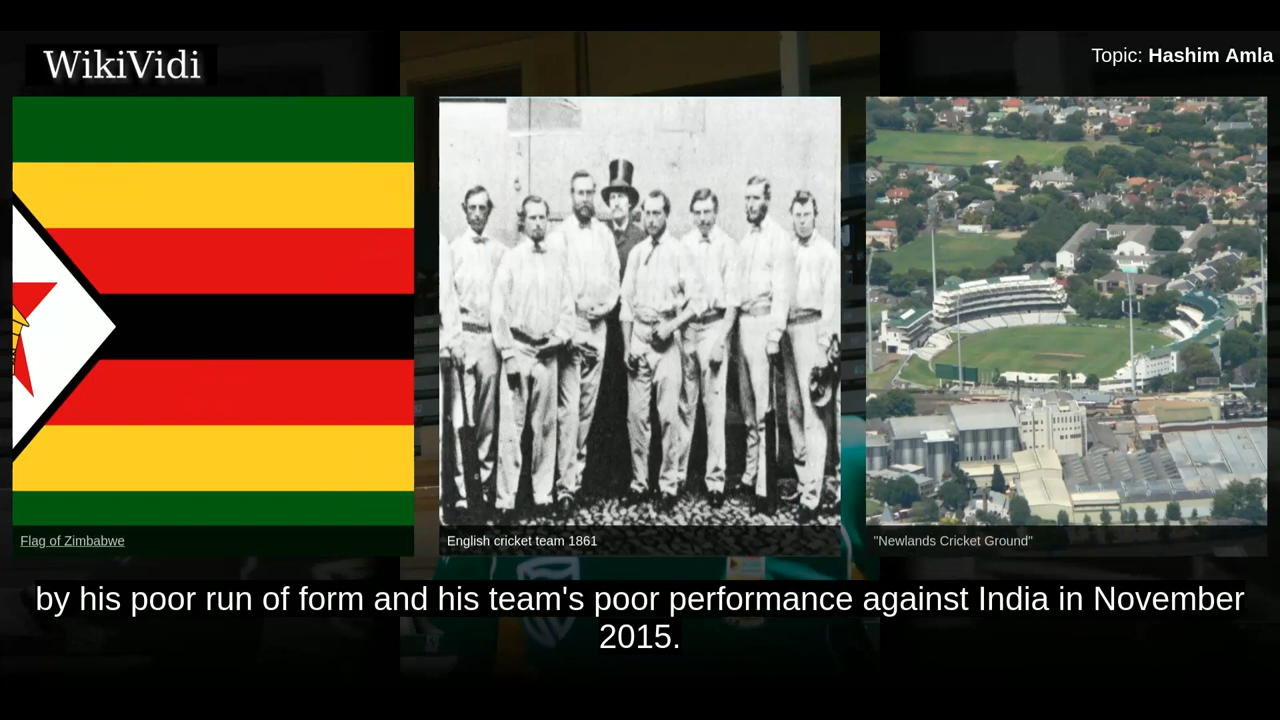 WikiVidi
Topic: Hashim Amla
Flag of Zimbabwe
English cricket team 1861
"Newlands Cricket Ground"
by his poor run of form and his team's poor performance against India in November
2015.